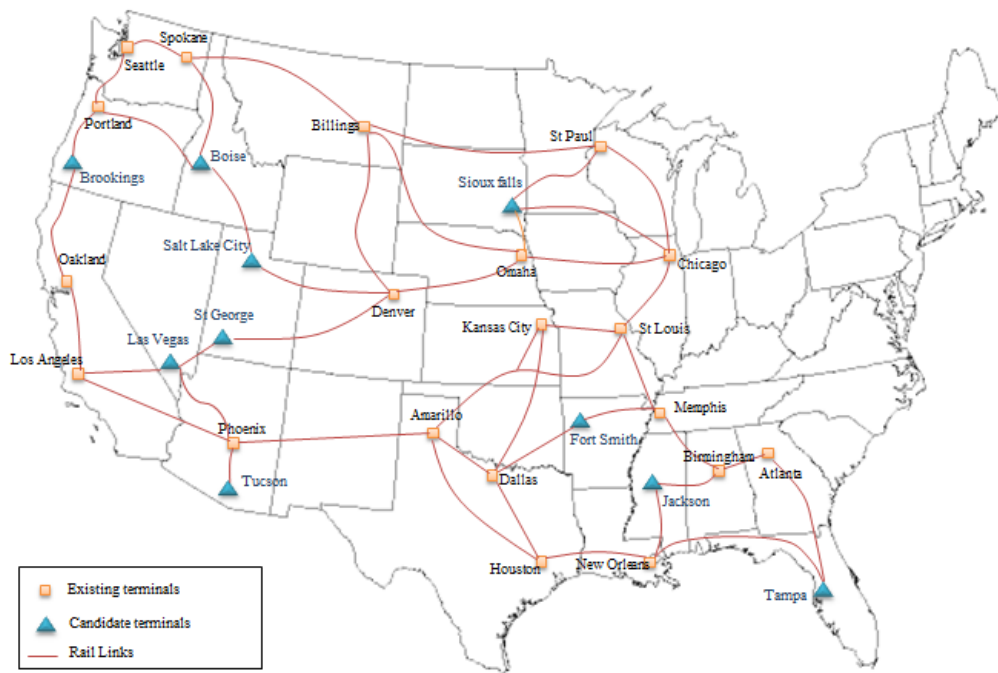 Spokane
Seattle
Portland
Billings
St Paul
Boise
Brookings
Sioux falls
Salt Lake City
Oakland
Omaha
Chicago
Denver
St George
Kansas City
St Louis
Las Vegas
Los Angeles
Amarillo
Memphis
Phoenix
Fort Smith
Birmingham
Atlanta
Tucson
Dallas
Jackson
Houston
New Orleans
Tampa
Existing terminals
Candidate terminals
Rail Links